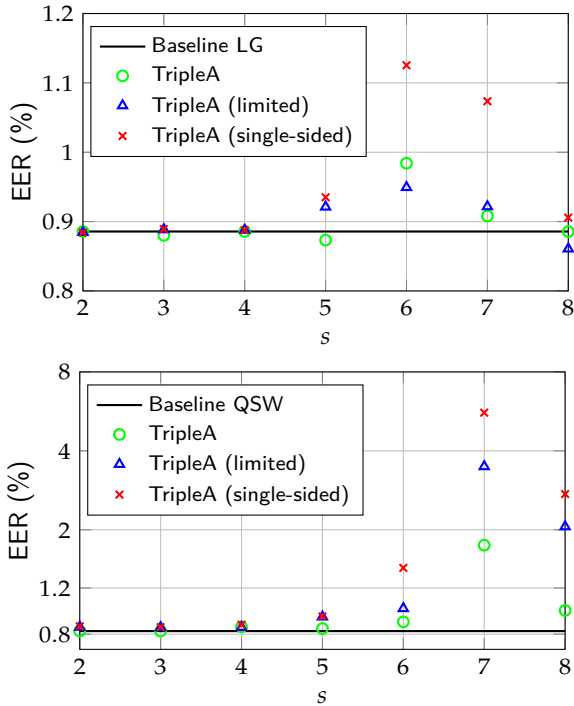 1.2
1.1
1
0.9
0.8
EER (%)
Baseline LG
TripleA
TripleA (limited)
TripleA (single-sided)
2 3 4 5 6 7 8
s
8
4
2
1.2
0.8
EER (%)
Baseline QSW
TripleA
TripleA (limited)
TripleA (single-sided)
2 3 4 5 6 7 8
s